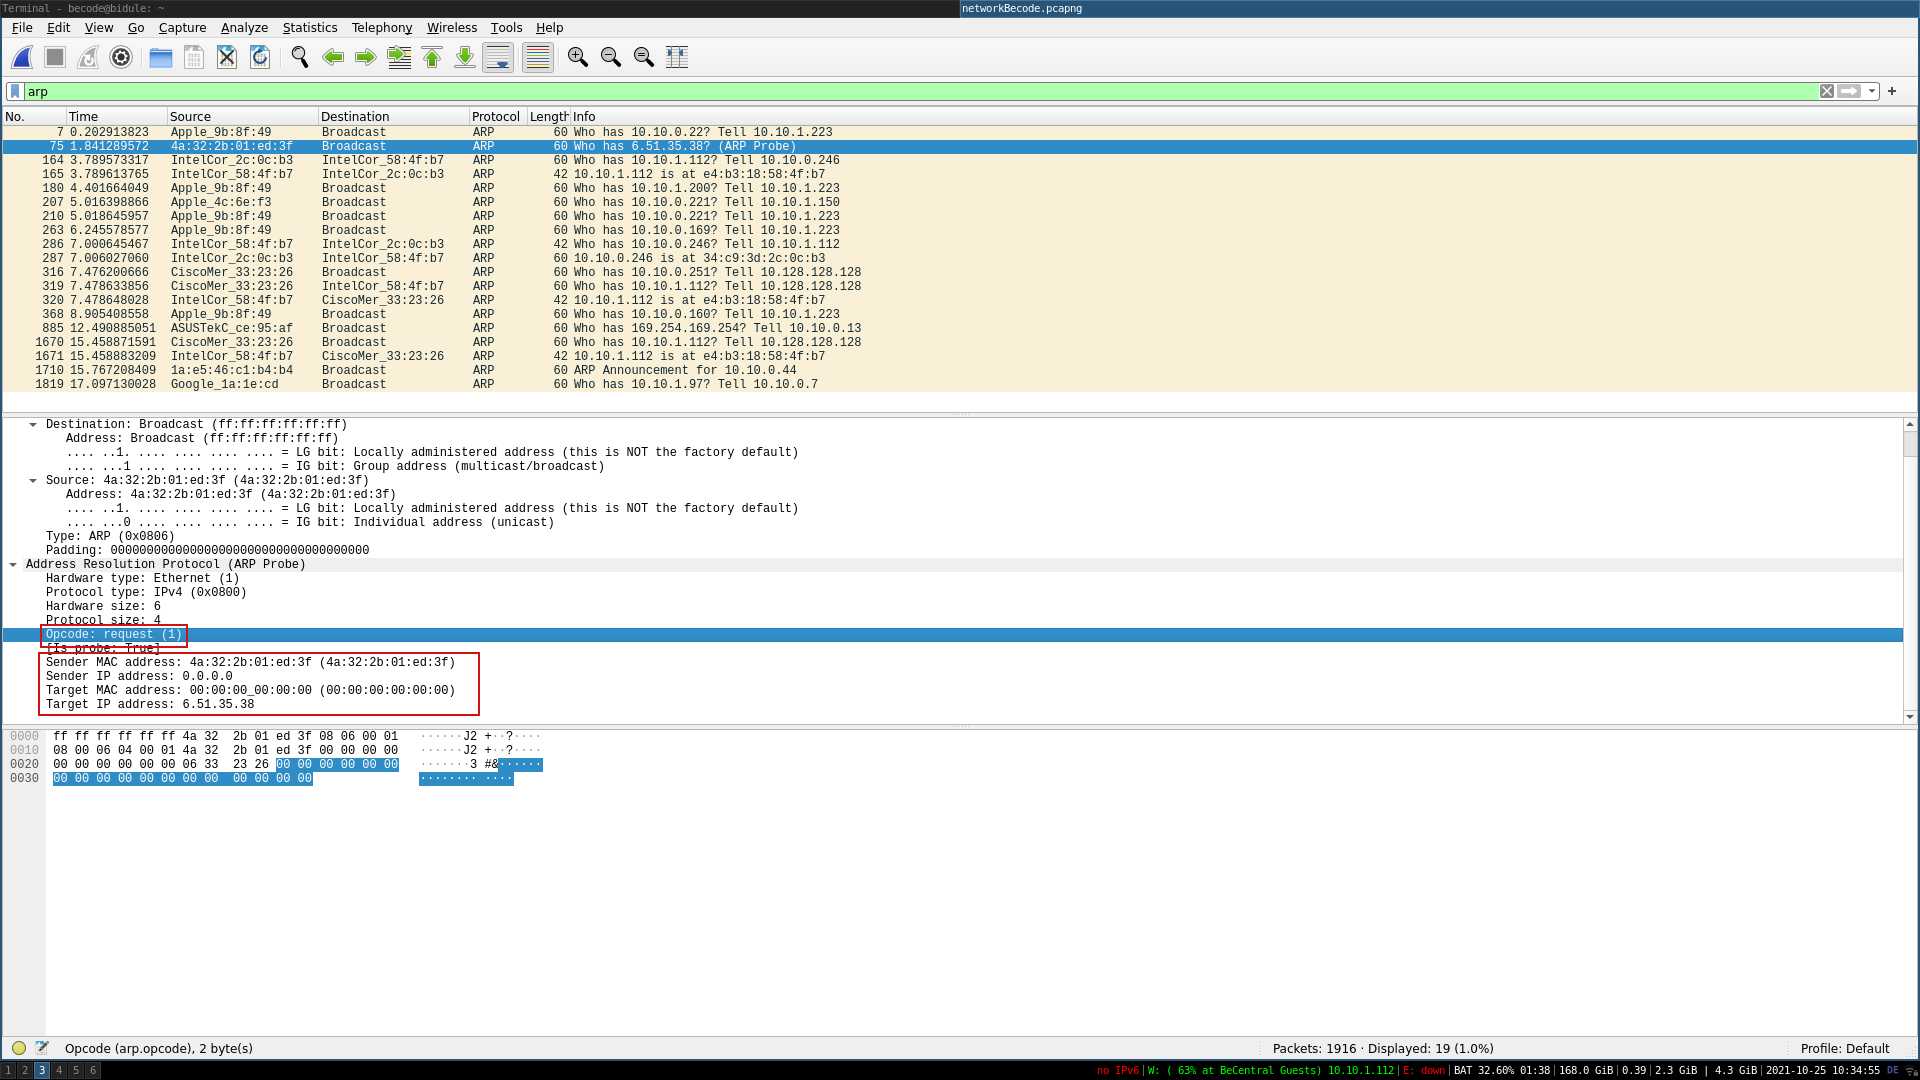 Terminal - becode@bidule: ~
networkBecode.pcapng
File Edit View Go Capture Analyze Statistics Telephony Wireless Tools Help
arp
No. Time Source Destination Protocol Length Info
7 0.202913823 Apple_9b:8f:49 Broadcast ARP 60 Who has 10.10.0.22? Tell 10.10.1.223
75 1.841289572 4a:32:2b:01:ed:3f Broadcast ARP 60 Who has 6.51.35.38? (ARP Probe)
164 3.789573317 IntelCor_2c:0c:b3 IntelCor_58:4f:b7 ARP 60 Who has 10.10.1.112? Tell 10.10.0.246
165 3.789613765 IntelCor_58:4f:b7 IntelCor_2c:0c:b3 ARP 42 10.10.1.112 is at e4:b3:18:58:4f:b7
180 4.401664049 Apple_9b:8f:49 Broadcast ARP 60 Who has 10.10.1.200? Tell 10.10.1.223
207 5.016398866 Apple_4c:6e:f3 Broadcast ARP 60 Who has 10.10.0.221? Tell 10.10.1.150
210 5.018645957 Apple_9b:8f:49 Broadcast ARP 60 Who has 10.10.0.221? Tell 10.10.1.223
263 6.245578577 Apple_9b:8f:49 Broadcast ARP 60 Who has 10.10.0.169? Tell 10.10.1.223
286 7.000645467 IntelCor_58:4f:b7 IntelCor_2c:0c:b3 ARP 42 Who has 10.10.0.246? Tell 10.10.1.112
287 7.006027060 IntelCor_2c:0c:b3 IntelCor_58:4f:b7 ARP 60 10.10.0.246 is at 34:c9:3d:2c:0c:b3
316 7.476200666 CiscoMer_33:23:26 Broadcast ARP 60 Who has 10.10.0.251? Tell 10.128.128.128
319 7.478633856 CiscoMer_33:23:26 IntelCor_58:4f:b7 ARP 60 Who has 10.10.1.112? Tell 10.128.128.128
320 7.478648028 IntelCor_58:4f:b7 CiscoMer_33:23:26 ARP 42 10.10.1.112 is at e4:b3:18:58:4f:b7
368 8.905408558 Apple_9b:8f:49 Broadcast ARP 60 Who has 10.10.0.160? Tell 10.10.1.223
885 12.490885051 ASUSTekC_ce:95:af Broadcast ARP 60 Who has 169.254.169.254? Tell 10.10.0.13
1670 15.458871591 CiscoMer_33:23:26 Broadcast ARP 60 Who has 10.10.1.112? Tell 10.128.128.128
1671 15.458883209 IntelCor_58:4f:b7 CiscoMer_33:23:26 ARP 42 10.10.1.112 is at e4:b3:18:58:4f:b7
1710 15.767208409 1a:e5:46:c1:b4:b4 Broadcast ARP 60 ARP Announcement for 10.10.0.44
1819 17.097130028 Google_1a:1e:cd Broadcast ARP 60 Who has 10.10.1.97? Tell 10.10.0.7
Destination: Broadcast (ff:ff:ff:ff:ff:ff)
Address: Broadcast (ff:ff:ff:ff:ff:ff)
.... ..1. .... .... .... .... = LG bit: Locally administered address (this is NOT the factory default)
.... ...1 .... .... .... .... = IG bit: Group address (multicast/broadcast)
Source: 4a:32:2b:01:ed:3f (4a:32:2b:01:ed:3f)
Address: 4a:32:2b:01:ed:3f (4a:32:2b:01:ed:3f)
.... ..1. .... .... .... .... = LG bit: Locally administered address (this is NOT the factory default)
.... ...0 .... .... .... .... = IG bit: Individual address (unicast)
Type: ARP (0x0806)
Padding: 000000000000000000000000000000000000
Address Resolution Protocol (ARP Probe)
Hardware type: Ethernet (1)
Protocol type: IPv4 (0x0800)
Hardware size: 6
Protocol size: 4
Opcode: request (1)
[Is probe: True]
Sender MAC address: 4a:32:2b:01:ed:3f (4a:32:2b:01:ed:3f)
Sender IP address: 0.0.0.0
Target MAC address: 00:00:00_00:00:00 (00:00:00:00:00:00)
Target IP address: 6.51.35.38
0000 ff ff ff ff ff ff 4a 32 2b 01 ed 3f 08 06 00 01 ······J2 +··?····
0010 08 00 06 04 00 01 4a 32 2b 01 ed 3f 00 00 00 00 ······J2 +··?····
0020 00 00 00 00 00 00 06 33 23 26 00 00 00 00 00 00 ·······3 #&······
0030 00 00 00 00 00 00 00 00 00 00 00 00 ········ ····
Opcode (arp.opcode), 2 byte(s) Packets: 1916 · Displayed: 19 (1.0%) Profile: Default
1 2 3 4 5 6 no IPv6|W: ( 63% at BeCentral Guests) 10.10.1.112|E: down|BAT 32.60% 01:38|168.0 GiB|0.39|2.3 GiB | 4.3 GiB|2021-10-25 10:34:55 DE